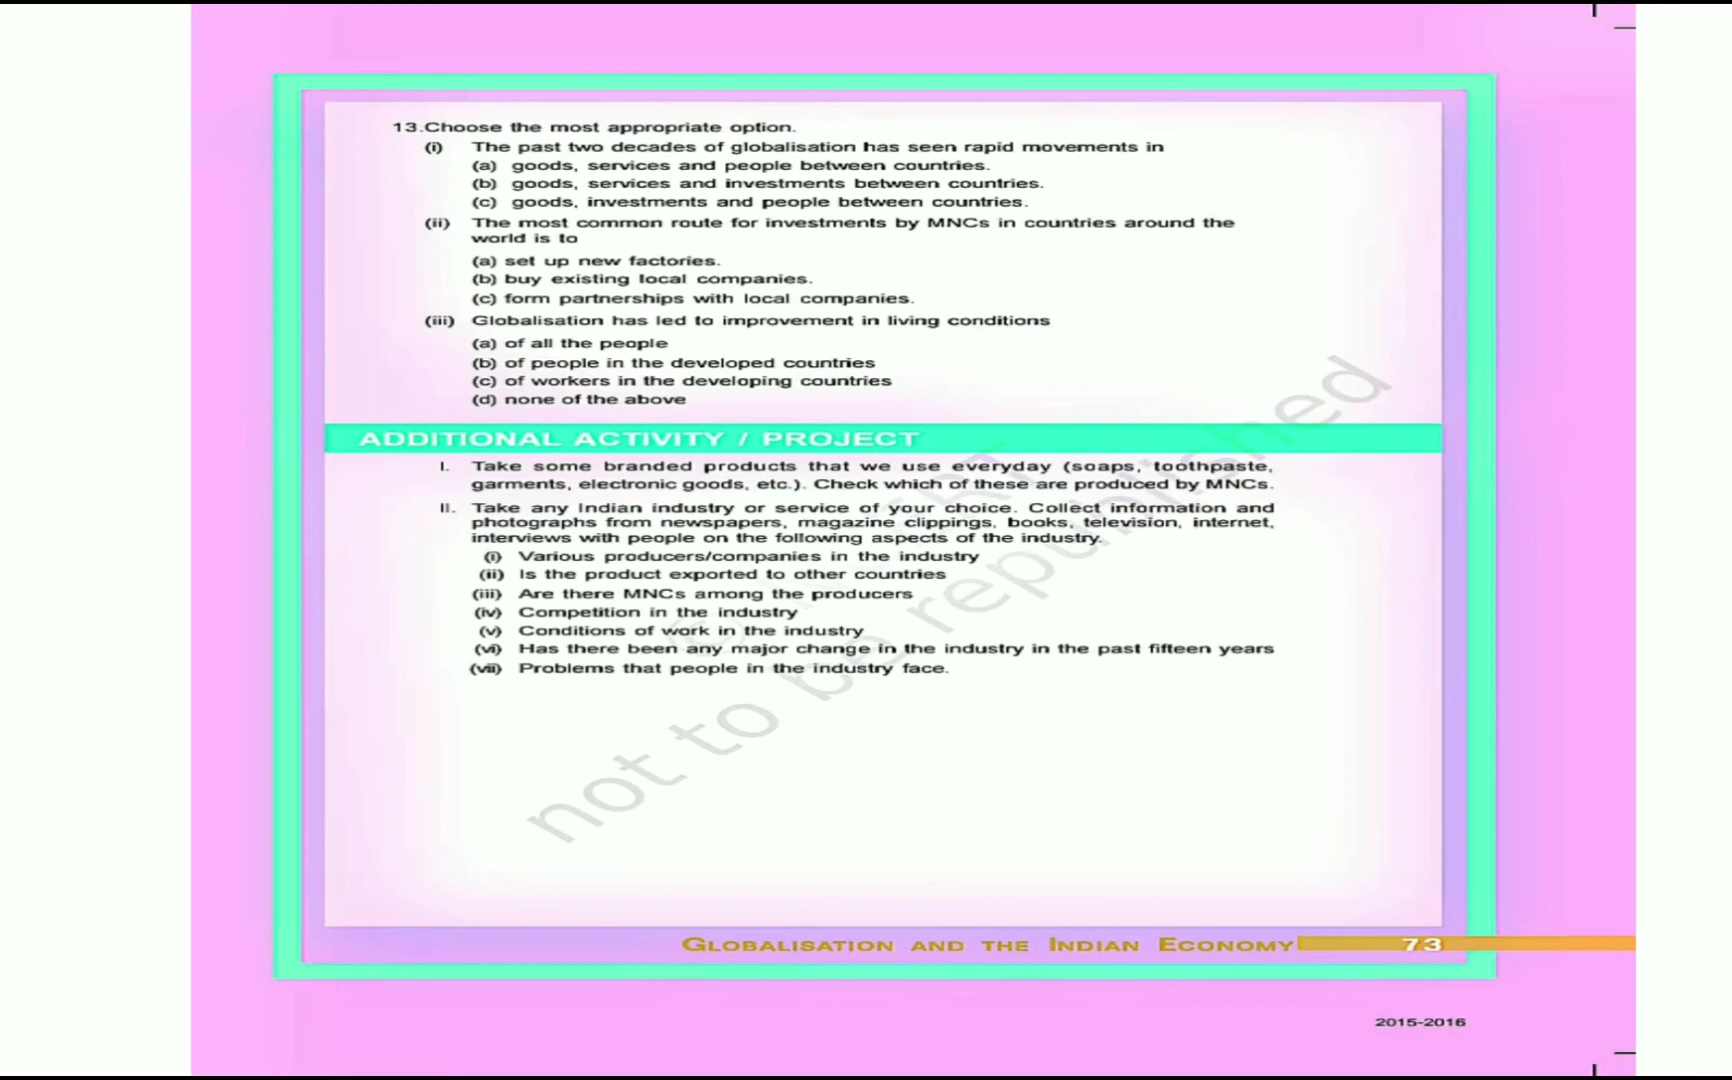 13.Choose the most appropriate option.
(i) The past two decades of globalisation has seen rapid movements in
(a) goods, services and people between countries.
(b) goods, services and investments between countries.
(c) goods, investments and people between countries.
(ii) The most common route for investments by MNCs in countries around the
world is to
(a) set up new factories.
(b) buy existing local companies.
(c) form partnerships with local companies.
(iii) Globalisation has led to improvement in living conditions
(a) of all the people
(b) of people in the developed countries
(c) of workers in the developing countries
(d) none of the above
ADDITIONAL ACTIVITY / PROJECT
I. Take some branded products that we use everyday (soaps, toothpaste,
garments, electronic goods, etc.). Check which of these are produced by MNCs.
II. Take any Indian industry or service of your choice. Collect information and
photographs from newspapers, magazine clippings, books, television, internet,
interviews with people on the following aspects of the industry.
(i) Various producers/companies in the industry
(ii) Is the product exported to other countries
(iii) Are there MNCs among the producers
(iv) Competition in the industry
(v) Conditions of work in the industry
(vi) Has there been any major change in the industry in the past fifteen years
(vii) Problems that people in the industry face.
not to be republished
GLOBALISATION AND THE INDIAN ECONOMY 73
2015-2016